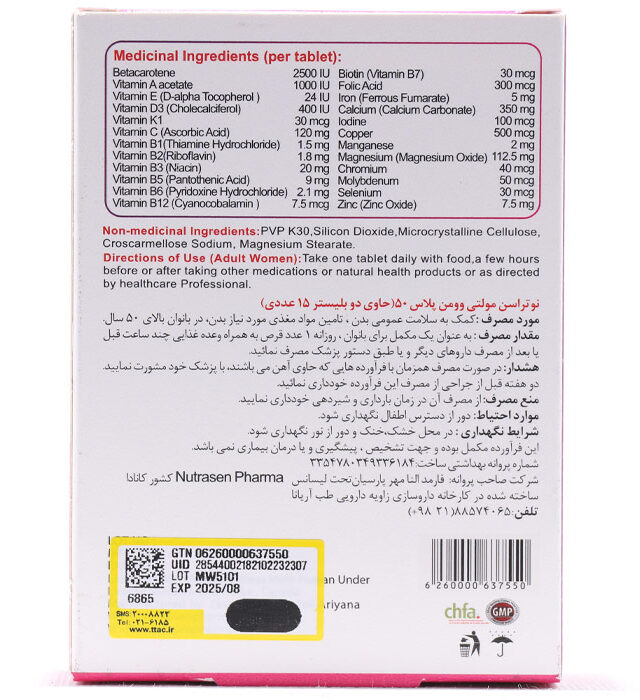 Medicinal Ingredients (per tablet):
Betacarotene 2500 IU
Vitamin A acetate 1000 IU
Vitamin E (D-alpha Tocopherol ) 24 IU
Vitamin D3 (Cholecalciferol) 400 IU
Vitamin K1 30 mcg
Vitamin C (Ascorbic Acid) 120 mg
Vitamin B1(Thiamine Hydrochloride) 1.5 mg
Vitamin B2(Riboflavin) 1.8 mg
Vitamin B3 (Niacin) 20 mg
Vitamin B5 (Pantothenic Acid) 9 mg
Vitamin B6 (Pyridoxine Hydrochloride) 2.1 mg
Vitamin B12 (Cyanocobalamin ) 7.5 mcg
Biotin (Vitamin B7) 30 mcg
Folic Acid 300 mcg
Iron (Ferrous Fumarate) 5 mg
Calcium (Calcium Carbonate) 350 mg
Iodine 100 mcg
Copper 500 mcg
Manganese 2 mg
Magnesium (Magnesium Oxide) 112.5 mg
Chromium 40 mcg
Molybdenum 50 mcg
Selenium 30 mcg
Zinc (Zinc Oxide) 7.5 mg
Non-medicinal Ingredients:PVP K30,Silicon Dioxide,Microcrystalline Cellulose,
Croscarmellose Sodium, Magnesium Stearate.
Directions of Use (Adult Women):Take one tablet daily with food,a few hours
before or after taking other medications or natural health products or as directed
by healthcare Professional.
نوتراسن مولتی وومن پلاس ۵۰(حاوی دو بلیستر ۱۵ عددی)
مورد مصرف: کمک به سلامت عمومی بدن ، تامین مواد مغذی مورد نیاز بدن، در بانوان بالای ۵۰ سال.
مقدار مصرف : به عنوان یک مکمل برای بانوان ، روزانه ۱ عدد قرص به همراه وعده غذایی چند ساعت قبل
یا بعد از مصرف داروهای دیگر و یا طبق دستور پزشک مصرف نمائید.
هشدار: در صورت مصرف همزمان با فرآورده هایی که حاوی آهن می باشند، با پزشک خود مشورت نمایید.
دو هفته قبل از جراحی از مصرف این فرآورده خودداری نمائید.
منع مصرف: از مصرف آن در زمان بارداری و شیردهی خودداری نمایید.
موارد احتیاط: دور از دسترس اطفال نگهداری شود.
شرایط نگهداری : در محل خشک،خنک و دور از نور نگهداری شود.
این فرآورده مکمل بوده و جهت تشخیص ، پیشگیری و یا درمان بیماری نمی باشد.
شماره پروانه بهداشتی ساخت:۳۳۵۴۷۸۰۳۴۹۳۳۶۱۸۴
شرکت صاحب پروانه: فارمد النا مهر پارسیان تحت لیسانس Nutrasen Pharma کشور کانادا
ساخته شده در کارخانه داروسازی زاویه دارویی طب آریانا
تلفن:۸۸۵۷۴۰۶۵(۲۱ ۹۸+)
GTN 06260000637550
UID 28544002182102232307
LOT MW5101
EXP 2025/08
6865
SMS:۲۰۰۰۸۸۲۲
Tel:۰۲۱-۶۱۸۵
www.ttac.ir
an Under
Ariyana
6 260000 637550
chfa.
GMP